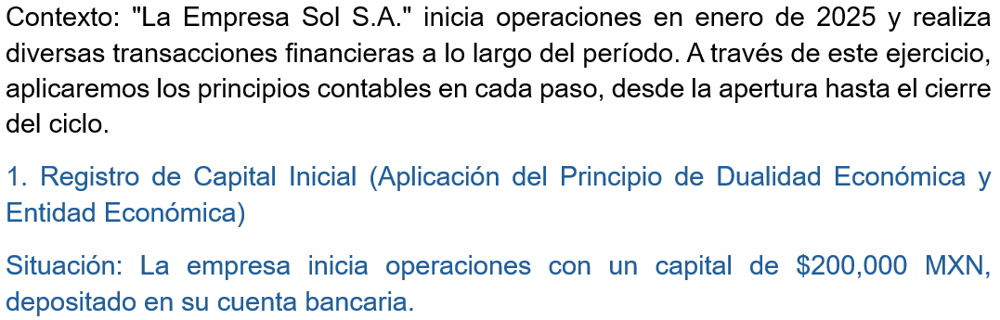 Contexto: "La Empresa Sol S.A." inicia operaciones en enero de 2025 y realiza
diversas transacciones financieras a lo largo del período. A través de este ejercicio,
aplicaremos los principios contables en cada paso, desde la apertura hasta el cierre
del ciclo.
1. Registro de Capital Inicial (Aplicación del Principio de Dualidad Económica y
Entidad Económica)
Situación: La empresa inicia operaciones con un capital de $200,000 MXN,
depositado en su cuenta bancaria.